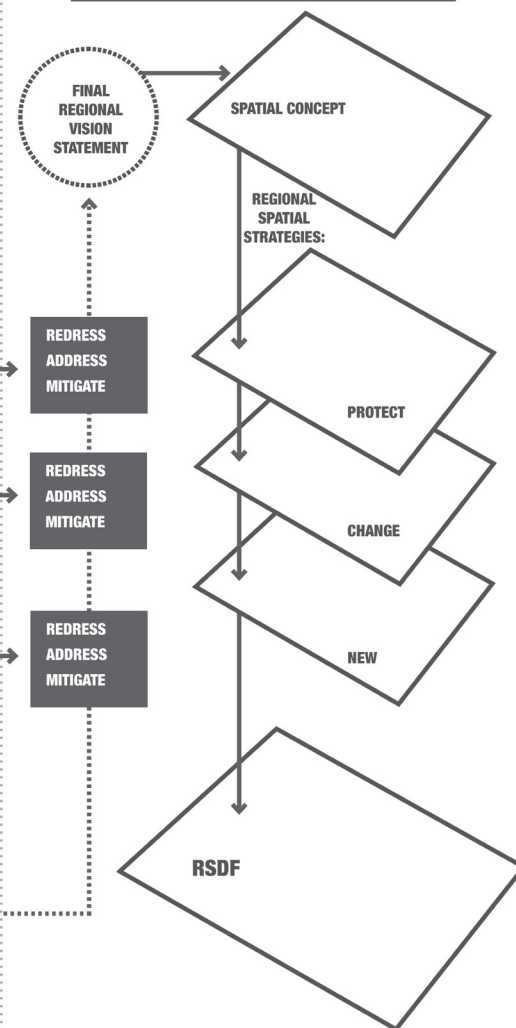 FINAL
REGIONAL
VISION
STATEMENT
SPATIAL CONCEPT
REGIONAL
SPATIAL
STRATEGIES:
REDRESS
ADDRESS
MITIGATE
PROTECT
REDRESS
ADDRESS
MITIGATE
CHANGE
REDRESS
ADDRESS
MITIGATE
NEW
RSDF